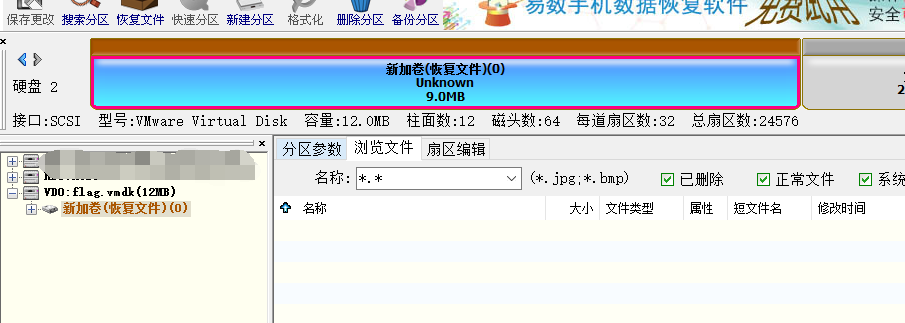 保存更改 搜索分区 恢复文件 快速分区 新建分区 格式化 删除分区 备份分区
易数手机数据恢复软件 免费试用
安全
硬盘 2
新加卷(恢复文件)(0)
Unknown
9.0MB
2
接口:SCSI 型号:VMware Virtual Disk 容量:12.0MB 柱面数:12 磁头数:64 每道扇区数:32 总扇区数:24576
VDO:flag.vmdk(12MB)
新加卷(恢复文件)(0)
分区参数 浏览文件 扇区编辑
名称: *.* (*.jpg;*.bmp) 已删除 正常文件 系统
名称 大小 文件类型 属性 短文件名 修改时间